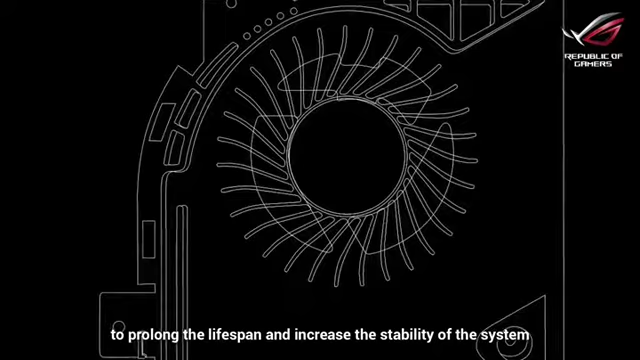 REPUBLIC OF
GAMERS
to prolong the lifespan and increase the stability of the system